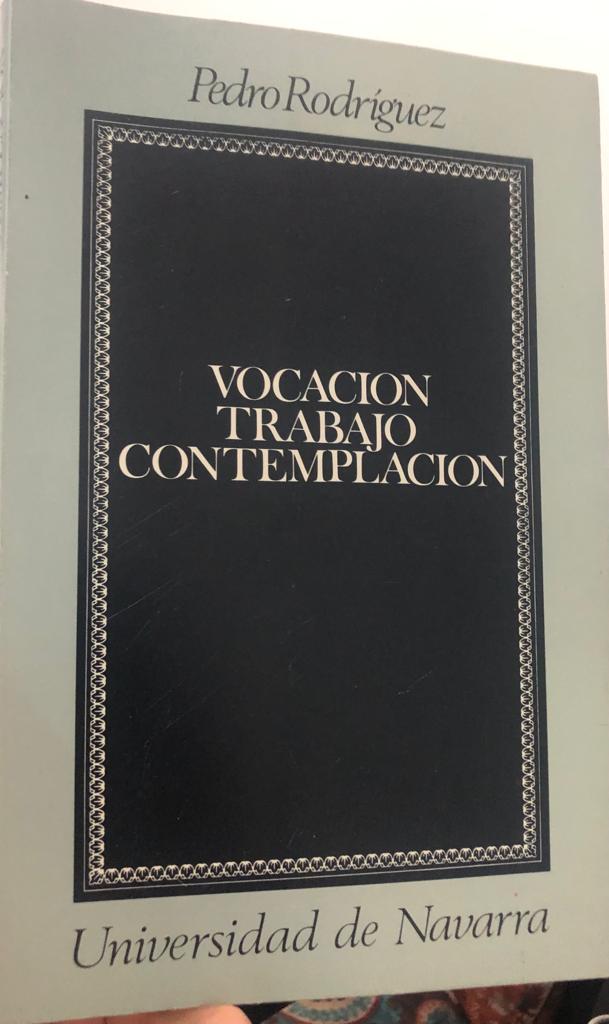 Pedro Rodríguez
VOCACION
TRABAJO
CONTEMPLACION
Universidad de Navarra